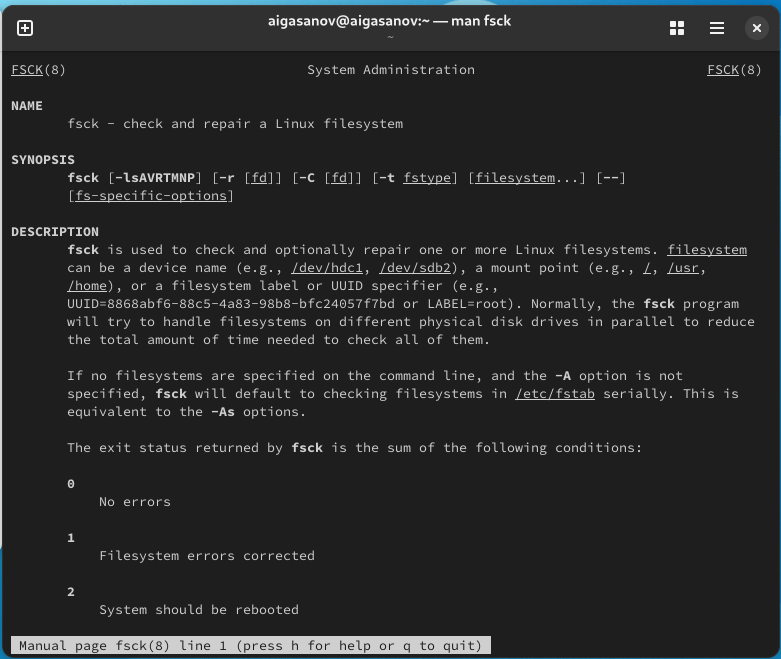 aigasanov@aigasanov:~ — man fsck
~
FSCK(8) System Administration FSCK(8)
NAME
fsck - check and repair a Linux filesystem
SYNOPSIS
fsck [-lsAVRTMNP] [-r [fd]] [-C [fd]] [-t fstype] [filesystem...] [--]
[fs-specific-options]
DESCRIPTION
fsck is used to check and optionally repair one or more Linux filesystems. filesystem
can be a device name (e.g., /dev/hdc1, /dev/sdb2), a mount point (e.g., /, /usr,
/home), or a filesystem label or UUID specifier (e.g.,
UUID=8868abf6-88c5-4a83-98b8-bfc24057f7bd or LABEL=root). Normally, the fsck program
will try to handle filesystems on different physical disk drives in parallel to reduce
the total amount of time needed to check all of them.
If no filesystems are specified on the command line, and the -A option is not
specified, fsck will default to checking filesystems in /etc/fstab serially. This is
equivalent to the -As options.
The exit status returned by fsck is the sum of the following conditions:
0
No errors
1
Filesystem errors corrected
2
System should be rebooted
Manual page fsck(8) line 1 (press h for help or q to quit)